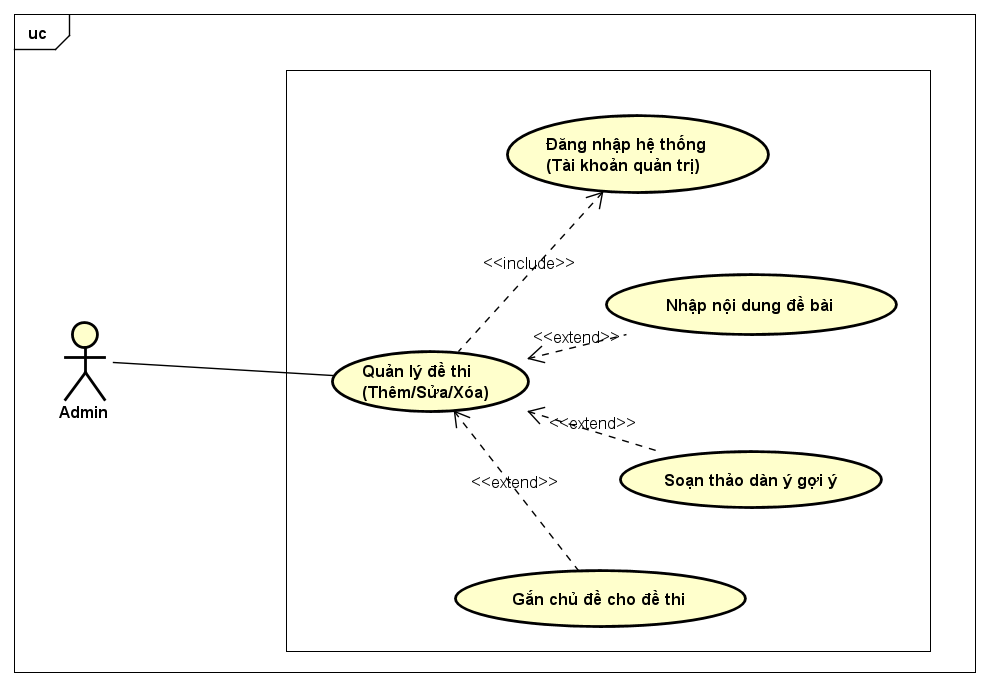 uc
Đăng nhập hệ thống
(Tài khoản quản trị)
<<include>>
Nhập nội dung đề bài
<<extend>>
Quản lý đề thi
(Thêm/Sửa/Xóa)
Admin
<<extend>>
Soạn thảo dàn ý gợi ý
<<extend>>
Gắn chủ đề cho đề thi